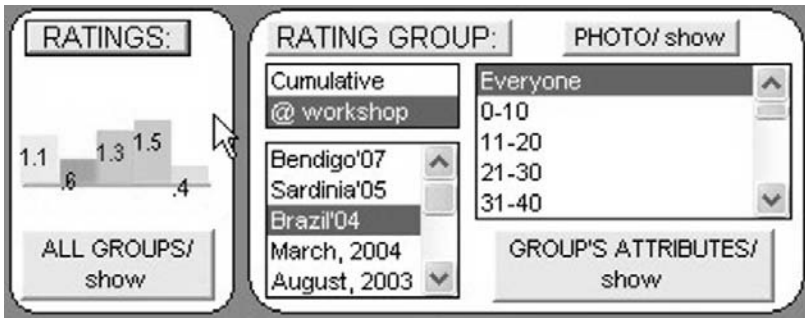 RATINGS:
1.1
.6
1.3
1.5
.4
ALL GROUPS/
show
RATING GROUP:
PHOTO/ show
Cumulative
@ workshop
Bendigo'07
Sardinia'05
Brazil'04
March, 2004
August, 2003
Everyone
0-10
11-20
21-30
31-40
GROUP'S ATTRIBUTES/
show